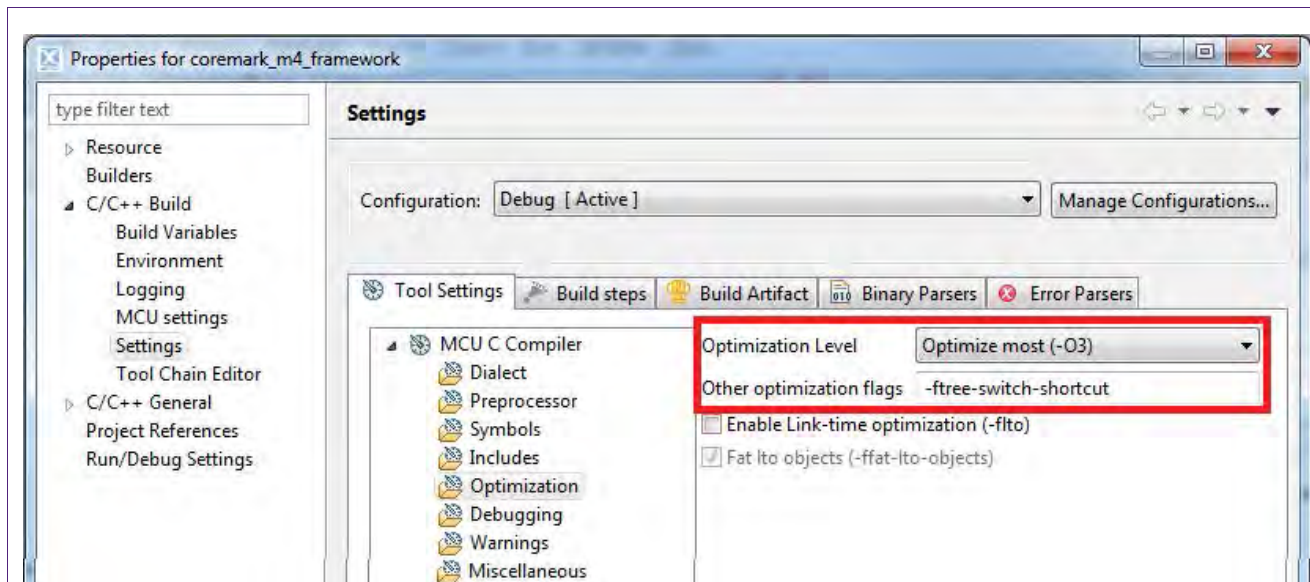 Properties for coremark_m4_framework
type filter text
Resource
Builders
C/C++ Build
Build Variables
Environment
Logging
MCU settings
Settings
Tool Chain Editor
C/C++ General
Project References
Run/Debug Settings
Settings
Configuration: Debug [ Active ] Manage Configurations...
Tool Settings Build steps Build Artifact Binary Parsers Error Parsers
MCU C Compiler
Dialect
Preprocessor
Symbols
Includes
Optimization
Debugging
Warnings
Miscellaneous
Optimization Level Optimize most (-O3)
Other optimization flags -ftree-switch-shortcut
Enable Link-time optimization (-flto)
Fat lto objects (-ffat-lto-objects)